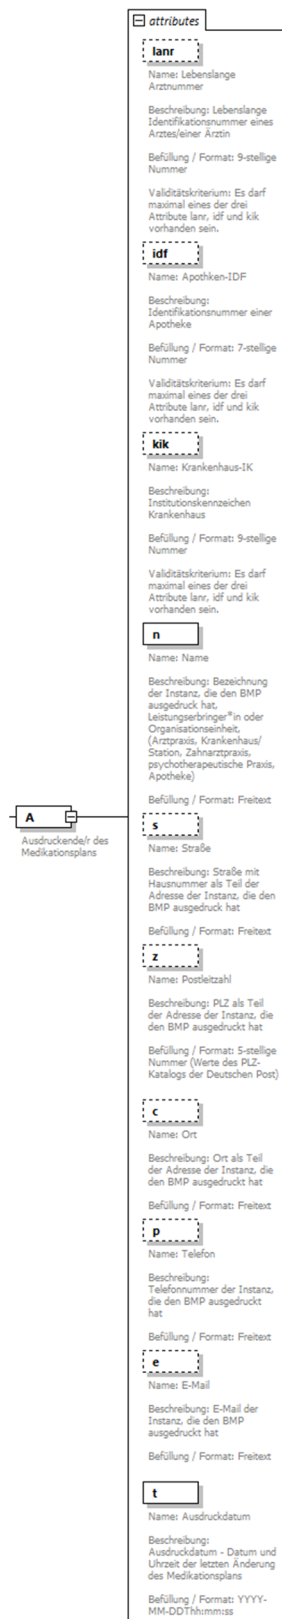 attributes
lanr
Name: Lebenslange
Arztnummer
Beschreibung: Lebenslange
Identifikationsnummer eines
Arztes/einer Ärztin
Befüllung / Format: 9-stellige
Nummer
Validitätskriterium: Es darf
maximal eines der drei
Attribute lanr, idf und kik
vorhanden sein.
idf
Name: Apothken-IDF
Beschreibung:
Identifikationsnummer einer
Apotheke
Befüllung / Format: 7-stellige
Nummer
Validitätskriterium: Es darf
maximal eines der drei
Attribute lanr, idf und kik
vorhanden sein.
kik
Name: Krankenhaus-IK
Beschreibung:
Institutionskennzeichen
Krankenhaus
Befüllung / Format: 9-stellige
Nummer
Validitätskriterium: Es darf
maximal eines der drei
Attribute lanr, idf und kik
vorhanden sein.
n
Name: Name
Beschreibung: Bezeichnung
der Instanz, die den BMP
ausgedruck hat,
Leistungserbringer*in oder
Organisationseinheit,
(Arztpraxis, Krankenhaus/
Station, Zahnarztpraxis,
psychotherapeutische Praxis,
Apotheke)
Befüllung / Format: Freitext
A
Ausdruckende/r des
Medikationsplans
s
Name: Straße
Beschreibung: Straße mit
Hausnummer als Teil der
Adresse der Instanz, die den
BMP ausgedruck hat
Befüllung / Format: Freitext
z
Name: Postleitzahl
Beschreibung: PLZ als Teil
der Adresse der Instanz, die
den BMP ausgedruckt hat
Befüllung / Format: 5-stellige
Nummer (Werte des PLZ-
Katalogs der Deutschen Post)
c
Name: Ort
Beschreibung: Ort als Teil
der Adresse der Instanz, die
den BMP ausgedruckt hat
Befüllung / Format: Freitext
p
Name: Telefon
Beschreibung:
Telefonnummer der Instanz,
die den BMP ausgedruckt
hat
Befüllung / Format: Freitext
e
Name: E-Mail
Beschreibung: E-Mail der
Instanz, die den BMP
ausgedruckt hat
Befüllung / Format: Freitext
t
Name: Ausdruckdatum
Beschreibung:
Ausdruckdatum - Datum und
Uhrzeit der letzten Änderung
des Medikationsplans
Befüllung / Format: YYYY-
MM-DDThh:mm:ss